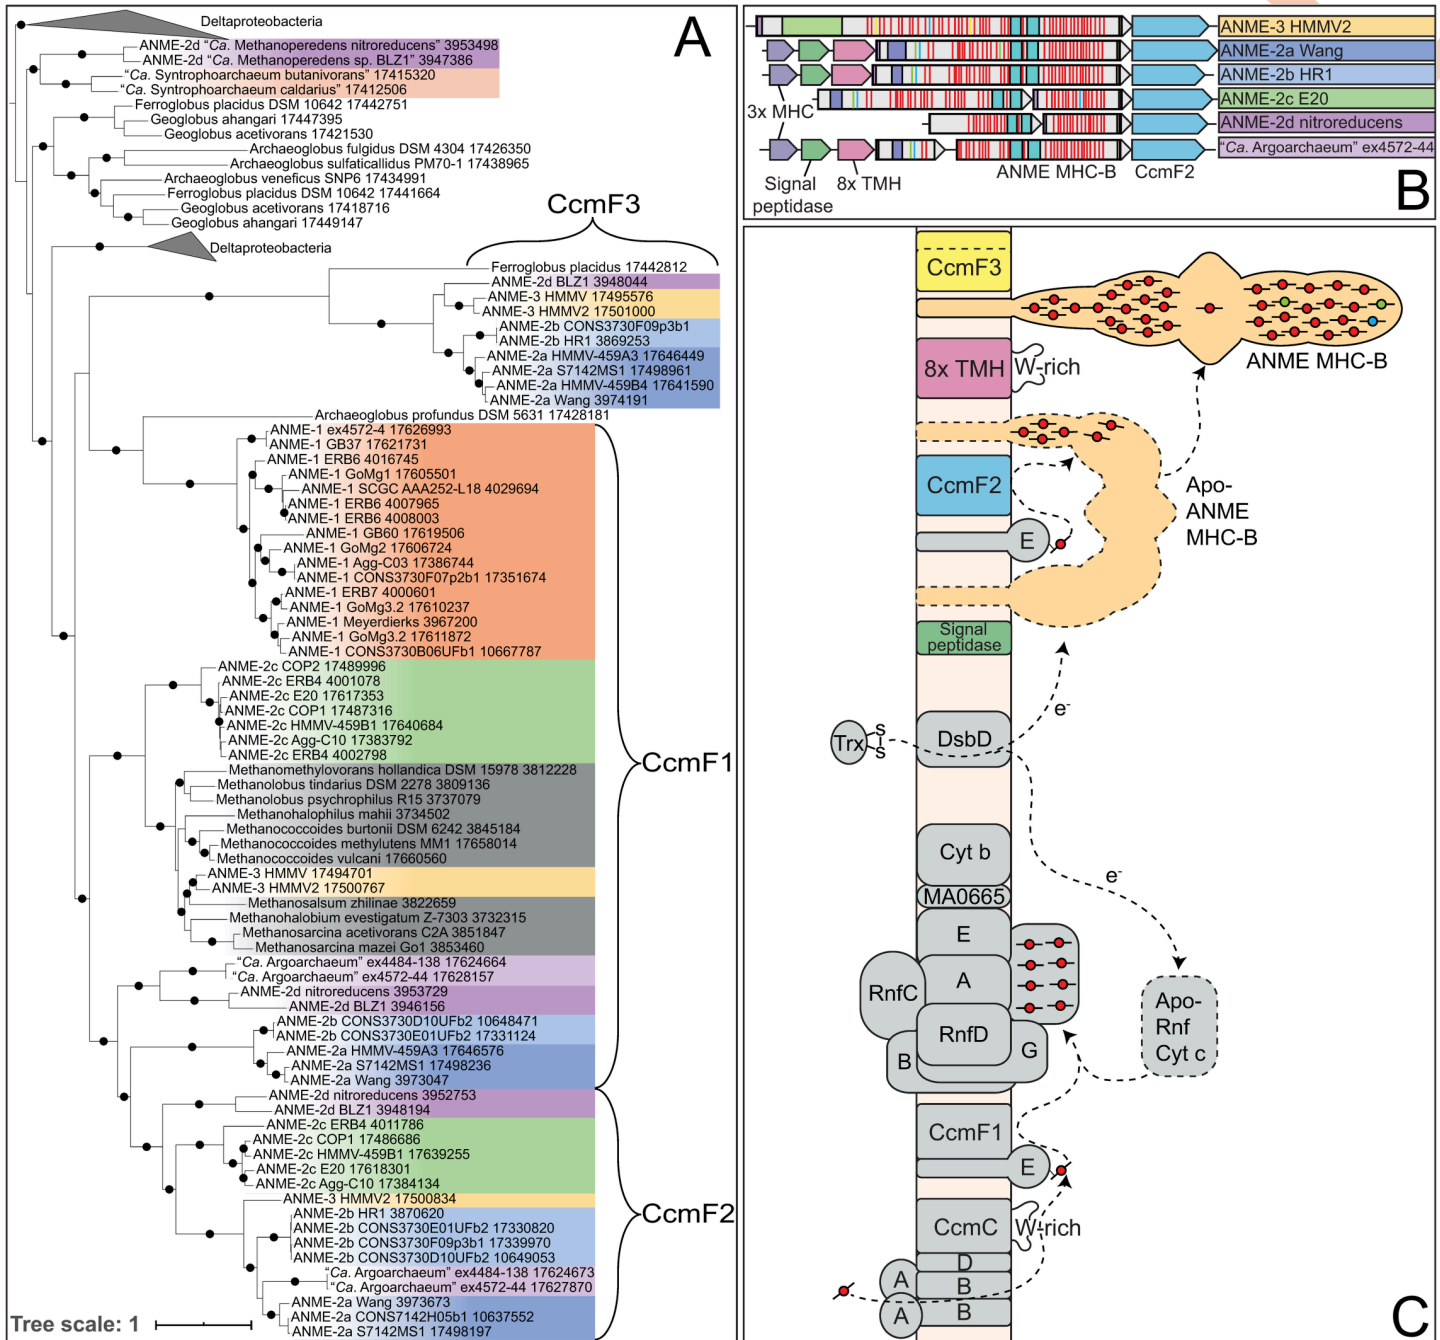 A
Deltaproteobacteria
ANME-2d “Ca. Methanoperedens nitroreducens” 3953498
ANME-2d “Ca. Methanoperedens sp. BLZ1” 3947386
“Ca. Syntrophoarchaeum butanivorans” 17415320
“Ca. Syntrophoarchaeum caldarius” 17412506
Ferroglobus placidus DSM 10642 17442751
Geoglobus ahangari 17447395
Geoglobus acetivorans 17421530
Archaeoglobus fulgidus DSM 4304 17426350
Archaeoglobus sulfaticallidus PM70-1 17438965
Archaeoglobus veneficus SNP6 17434991
Ferroglobus placidus DSM 10642 17441664
Geoglobus acetivorans 17418716
Geoglobus ahangari 17449147
Deltaproteobacteria
CcmF3
Ferroglobus placidus 17442812
ANME-2d BLZ1 3948044
ANME-3 HMMV 17495576
ANME-3 HMMV2 17501000
ANME-2b CONS3730F09p3b1
ANME-2b HR1 3869253
ANME-2a HMMV-459A3 17646449
ANME-2a S7142MS1 17498961
ANME-2a HMMV-459B4 17641590
ANME-2a Wang 3974191
Archaeoglobus profundus DSM 5631 17428181
ANME-1 ex4572-4 17626993
ANME-1 GB37 17621731
ANME-1 ERB6 4016745
ANME-1 GoMg1 17605501
ANME-1 SCGC AAA252-L18 4029694
ANME-1 ERB6 4007965
ANME-1 ERB6 4008003
ANME-1 GB60 17619506
ANME-1 GoMg2 17606724
ANME-1 Agg-C03 17386744
ANME-1 CONS3730F07p2b1 17351674
ANME-1 ERB7 4000601
ANME-1 GoMg3.2 17610237
ANME-1 Meyerdierks 3967200
ANME-1 GoMg3.2 17611872
ANME-1 CONS3730B06UFb1 10667787
ANME-2c COP2 17489996
ANME-2c ERB4 4001078
ANME-2c E20 17617353
ANME-2c COP1 17487316
ANME-2c HMMV-459B1 17640684
ANME-2c Agg-C10 17383792
ANME-2c ERB4 4002798
CcmF1
Methanomethylovorans hollandica DSM 15978 3812228
Methanolobus tindarius DSM 2278 3809136
Methanolobus psychrophilus R15 3737079
Methanohalophilus mahii 3734502
Methanococcoides burtonii DSM 6242 3845184
Methanococcoides methylutens MM1 17658014
Methanococcoides vulcani 17660560
ANME-3 HMMV 17494701
ANME-3 HMMV2 17500767
Methanosalsum zhilinae 3822659
Methanohalobium evestigatum Z-7303 3732315
Methanosarcina acetivorans C2A 3851847
Methanosarcina mazei Go1 3853460
“Ca. Argoarchaeum” ex4484-138 17624664
“Ca. Argoarchaeum” ex4572-44 17628157
ANME-2d nitroreducens 3953729
ANME-2d BLZ1 3946156
ANME-2b CONS3730D10UFb2 10648471
ANME-2b CONS3730E01UFb2 17331124
ANME-2a HMMV-459A3 17646576
ANME-2a S7142MS1 17498236
ANME-2a Wang 3973047
ANME-2d nitroreducens 3952753
ANME-2d BLZ1 3948194
ANME-2c ERB4 4011786
ANME-2c COP1 17486686
ANME-2c HMMV-459B1 17639255
ANME-2c E20 17618301
ANME-2c Agg-C10 17384134
ANME-3 HMMV2 17500834
CcmF2
ANME-2b HR1 3870620
ANME-2b CONS3730E01UFb2 17330820
ANME-2b CONS3730F09p3b1 17339970
ANME-2b CONS3730D10UFb2 10649053
“Ca. Argoarchaeum” ex4484-138 17624673
“Ca. Argoarchaeum” ex4572-44 17627870
ANME-2a Wang 3973673
ANME-2a CONS7142H05b1 10637552
ANME-2a S7142MS1 17498197
Tree scale: 1
ANME-3 HMMV2
ANME-2a Wang
ANME-2b HR1
ANME-2c E20
3x MHC
ANME-2d nitroreducens
“Ca. Argoarchaeum” ex4572-44
Signal
peptidase
8x TMH
ANME MHC-B
CcmF2
B
CcmF3
ANME MHC-B
8x TMH
W-rich
CcmF2
Apo-
ANME
MHC-B
E
Signal
peptidase
e-
Trx
S
S
DsbD
Cyt b
e-
MA0665
E
A
RnfC
RnfD
B
G
Apo-
Rnf
Cyt c
CcmF1
E
CcmC
W-rich
D
A
B
A
B
C